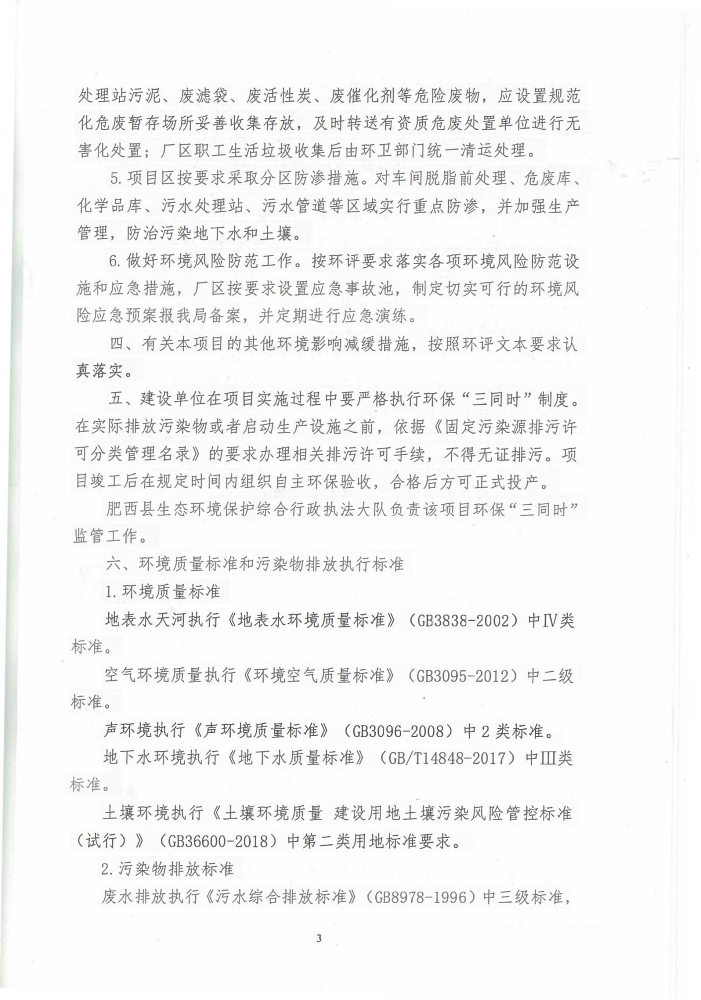 处理站污泥、废滤袋、废活性炭、废催化剂等危险废物，应设置规范
化危废暂存场所妥善收集存放，及时转送有资质危废处置单位进行无
害化处置；厂区职工生活垃圾收集后由环卫部门统一清运处理。
5.项目区按要求采取分区防渗措施。对车间脱脂前处理、危废库、
化学品库、污水处理站、污水管道等区域实行重点防渗，并加强生产
管理，防治污染地下水和土壤。
6.做好环境风险防范工作。按环评要求落实各项环境风险防范设
施和应急措施，厂区按要求设置应急事故池，制定切实可行的环境风
险应急预案报我局备案，并定期进行应急演练。
四、有关本项目的其他环境影响减缓措施，按照环评文本要求认
真落实。
五、建设单位在项目实施过程中要严格执行环保“三同时”制度。
在实际排放污染物或者启动生产设施之前，依据《固定污染源排污许
可分类管理名录》的要求办理相关排污许可手续，不得无证排污。项
目竣工后在规定时间内组织自主环保验收，合格后方可正式投产。
肥西县生态环境保护综合行政执法大队负责该项目环保“三同时”
监管工作。
六、环境质量标准和污染物排放执行标准
1.环境质量标准
地表水天河执行《地表水环境质量标准》（GB3838-2002）中Ⅳ类
标准。
空气环境质量执行《环境空气质量标准》（GB3095-2012）中二级
标准。
声环境执行《声环境质量标准》（GB3096-2008）中 2 类标准。
地下水环境执行《地下水质量标准》（GB/T14848-2017）中Ⅲ类
标准。
土壤环境执行《土壤环境质量 建设用地土壤污染风险管控标准
（试行）》（GB36600-2018）中第二类用地标准要求。
2.污染物排放标准
废水排放执行《污水综合排放标准》（GB8978-1996）中三级标准，
3